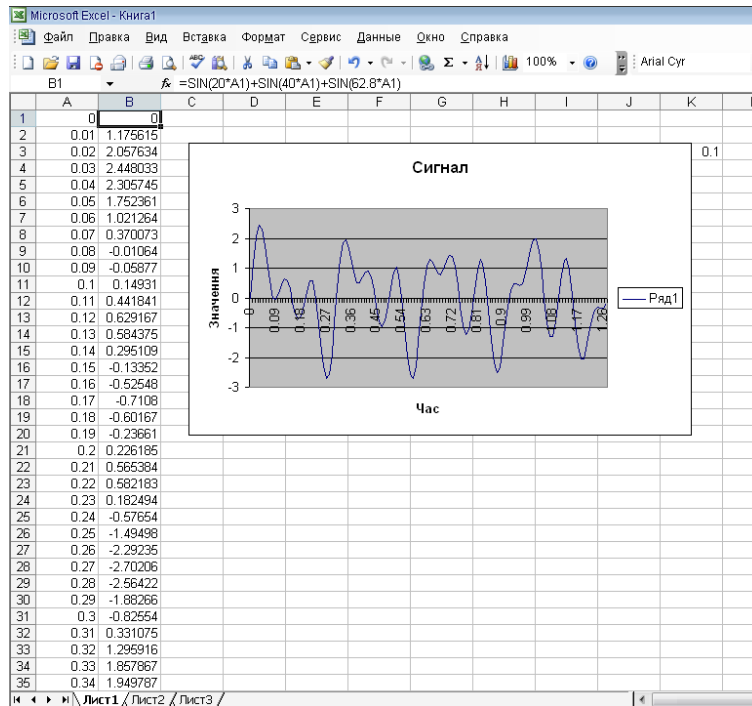 Microsoft Excel - Книга1
Файл Правка Вид Вставка Формат Сервис Данные Окно Справка
100% Arial Cyr
B1 fx =SIN(20*A1)+SIN(40*A1)+SIN(62.8*A1)
A B C D E F G H I J K
1 0 0
2 0.01 1.175615
3 0.02 2.057634 0.1
4 0.03 2.448033
5 0.04 2.305745
6 0.05 1.752361
7 0.06 1.021264
8 0.07 0.370073
9 0.08 -0.01064
10 0.09 -0.05877
11 0.1 0.14931
12 0.11 0.441841
13 0.12 0.629167
14 0.13 0.584375
15 0.14 0.295109
16 0.15 -0.13352
17 0.16 -0.52548
18 0.17 -0.7108
19 0.18 -0.60167
20 0.19 -0.23661
21 0.2 0.226185
22 0.21 0.565384
23 0.22 0.582183
24 0.23 0.182494
25 0.24 -0.57654
26 0.25 -1.49498
27 0.26 -2.29235
28 0.27 -2.70206
29 0.28 -2.56422
30 0.29 -1.88266
31 0.3 -0.82554
32 0.31 0.331075
33 0.32 1.295916
34 0.33 1.857867
35 0.34 1.949787
Сигнал
Значення
3
2
1
0
-1
-2
-3
0 0.09 0.18 0.27 0.36 0.45 0.54 0.63 0.72 0.81 0.9 0.99 1.08 1.17 1.26
Час
Ряд1
Лист1 Лист2 Лист3